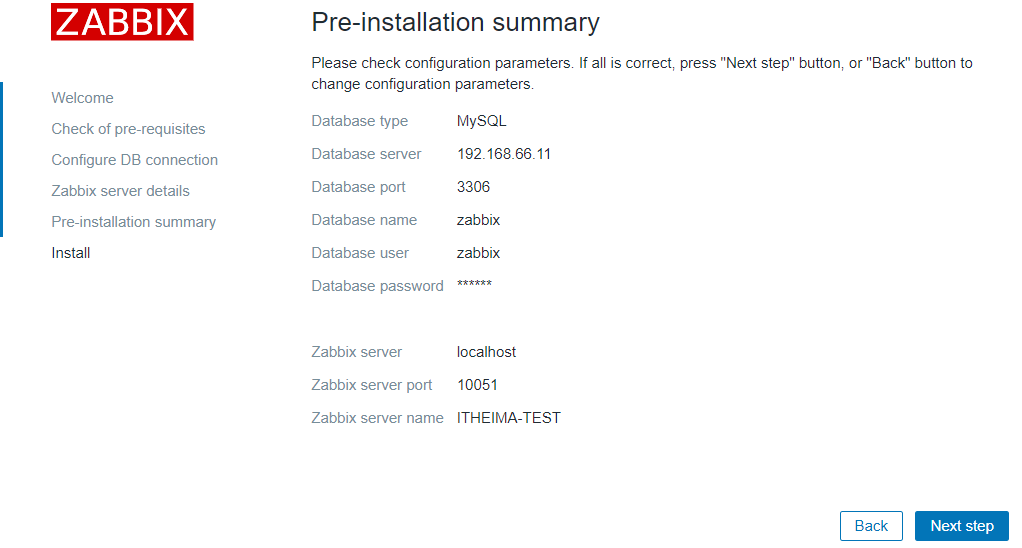 ZABBIX
Welcome
Check of pre-requisites
Configure DB connection
Zabbix server details
Pre-installation summary
Install
Pre-installation summary
Please check configuration parameters. If all is correct, press "Next step" button, or "Back" button to
change configuration parameters.
Database type MySQL
Database server 192.168.66.11
Database port 3306
Database name zabbix
Database user zabbix
Database password ******
Zabbix server localhost
Zabbix server port 10051
Zabbix server name ITHEIMA-TEST
Back Next step